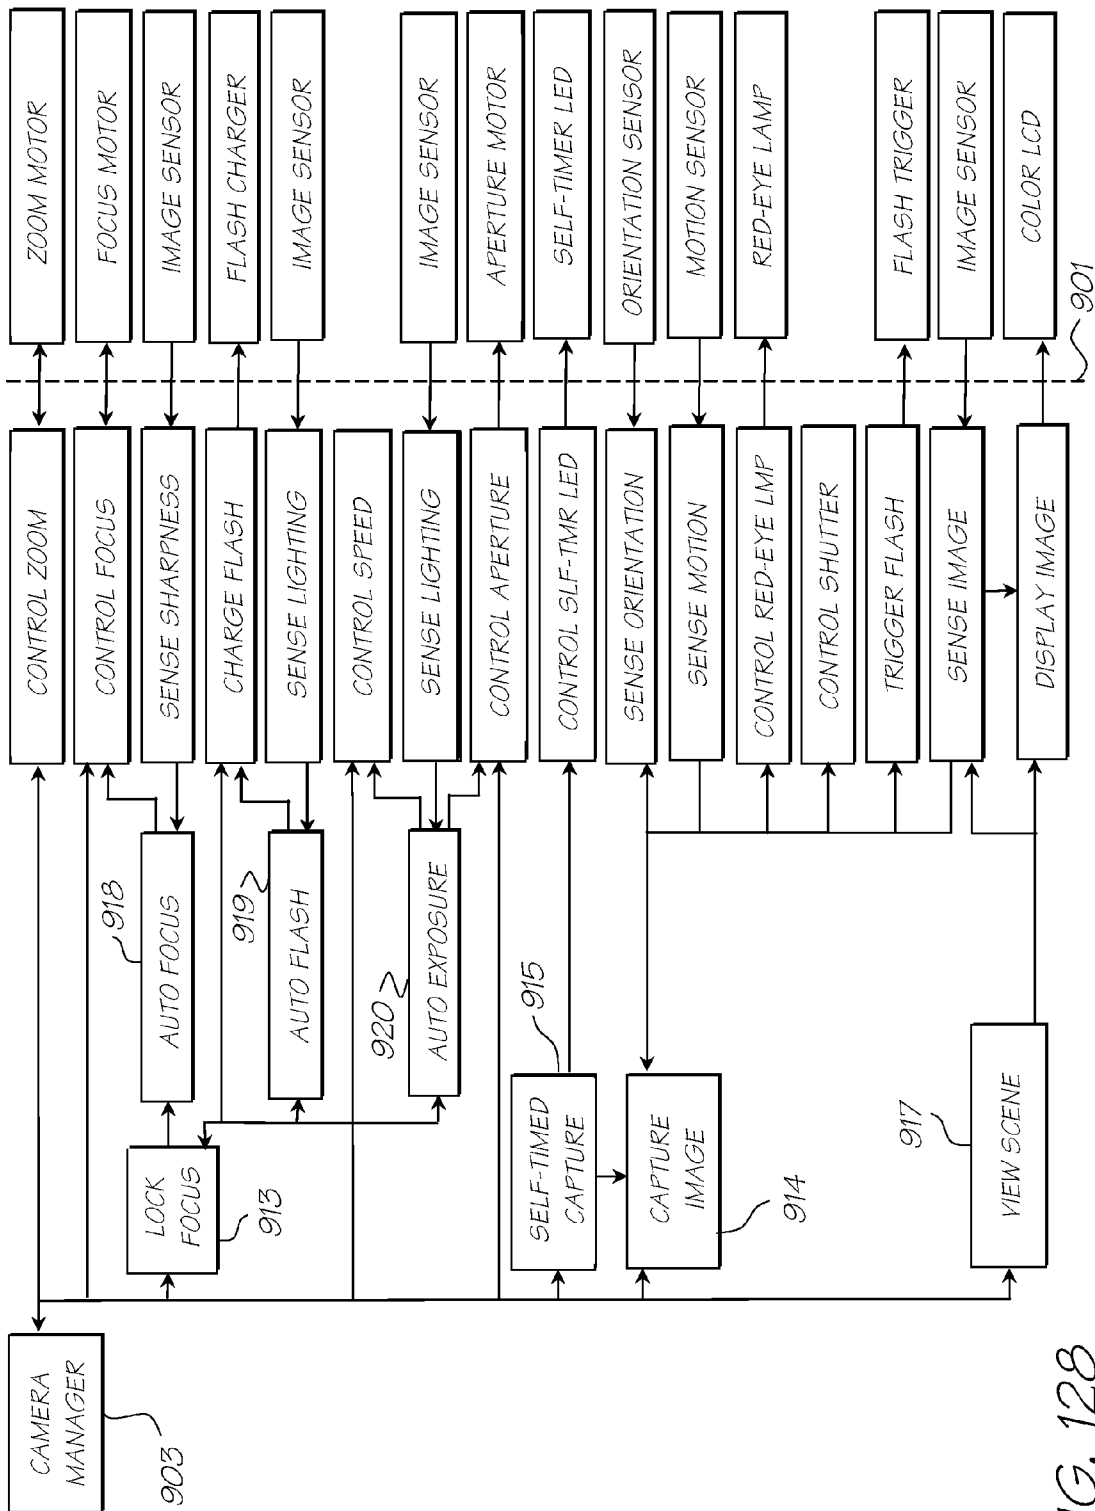 CAMERA
MANAGER
903
CONTROL ZOOM
ZOOM MOTOR
CONTROL FOCUS
FOCUS MOTOR
918
LOCK
FOCUS
913
AUTO FOCUS
SENSE SHARPNESS
IMAGE SENSOR
CHARGE FLASH
FLASH CHARGER
919
AUTO FLASH
SENSE LIGHTING
IMAGE SENSOR
CONTROL SPEED
920
AUTO EXPOSURE
SENSE LIGHTING
IMAGE SENSOR
CONTROL APERTURE
APERTURE MOTOR
SELF-TIMED
CAPTURE
915
CONTROL SLF-TMR LED
SELF-TIMER LED
SENSE ORIENTATION
ORIENTATION SENSOR
CAPTURE
IMAGE
914
SENSE MOTION
MOTION SENSOR
CONTROL RED-EYE LMP
RED-EYE LAMP
CONTROL SHUTTER
TRIGGER FLASH
FLASH TRIGGER
917
SENSE IMAGE
IMAGE SENSOR
VIEW SCENE
DISPLAY IMAGE
COLOR LCD
901
IG. 128